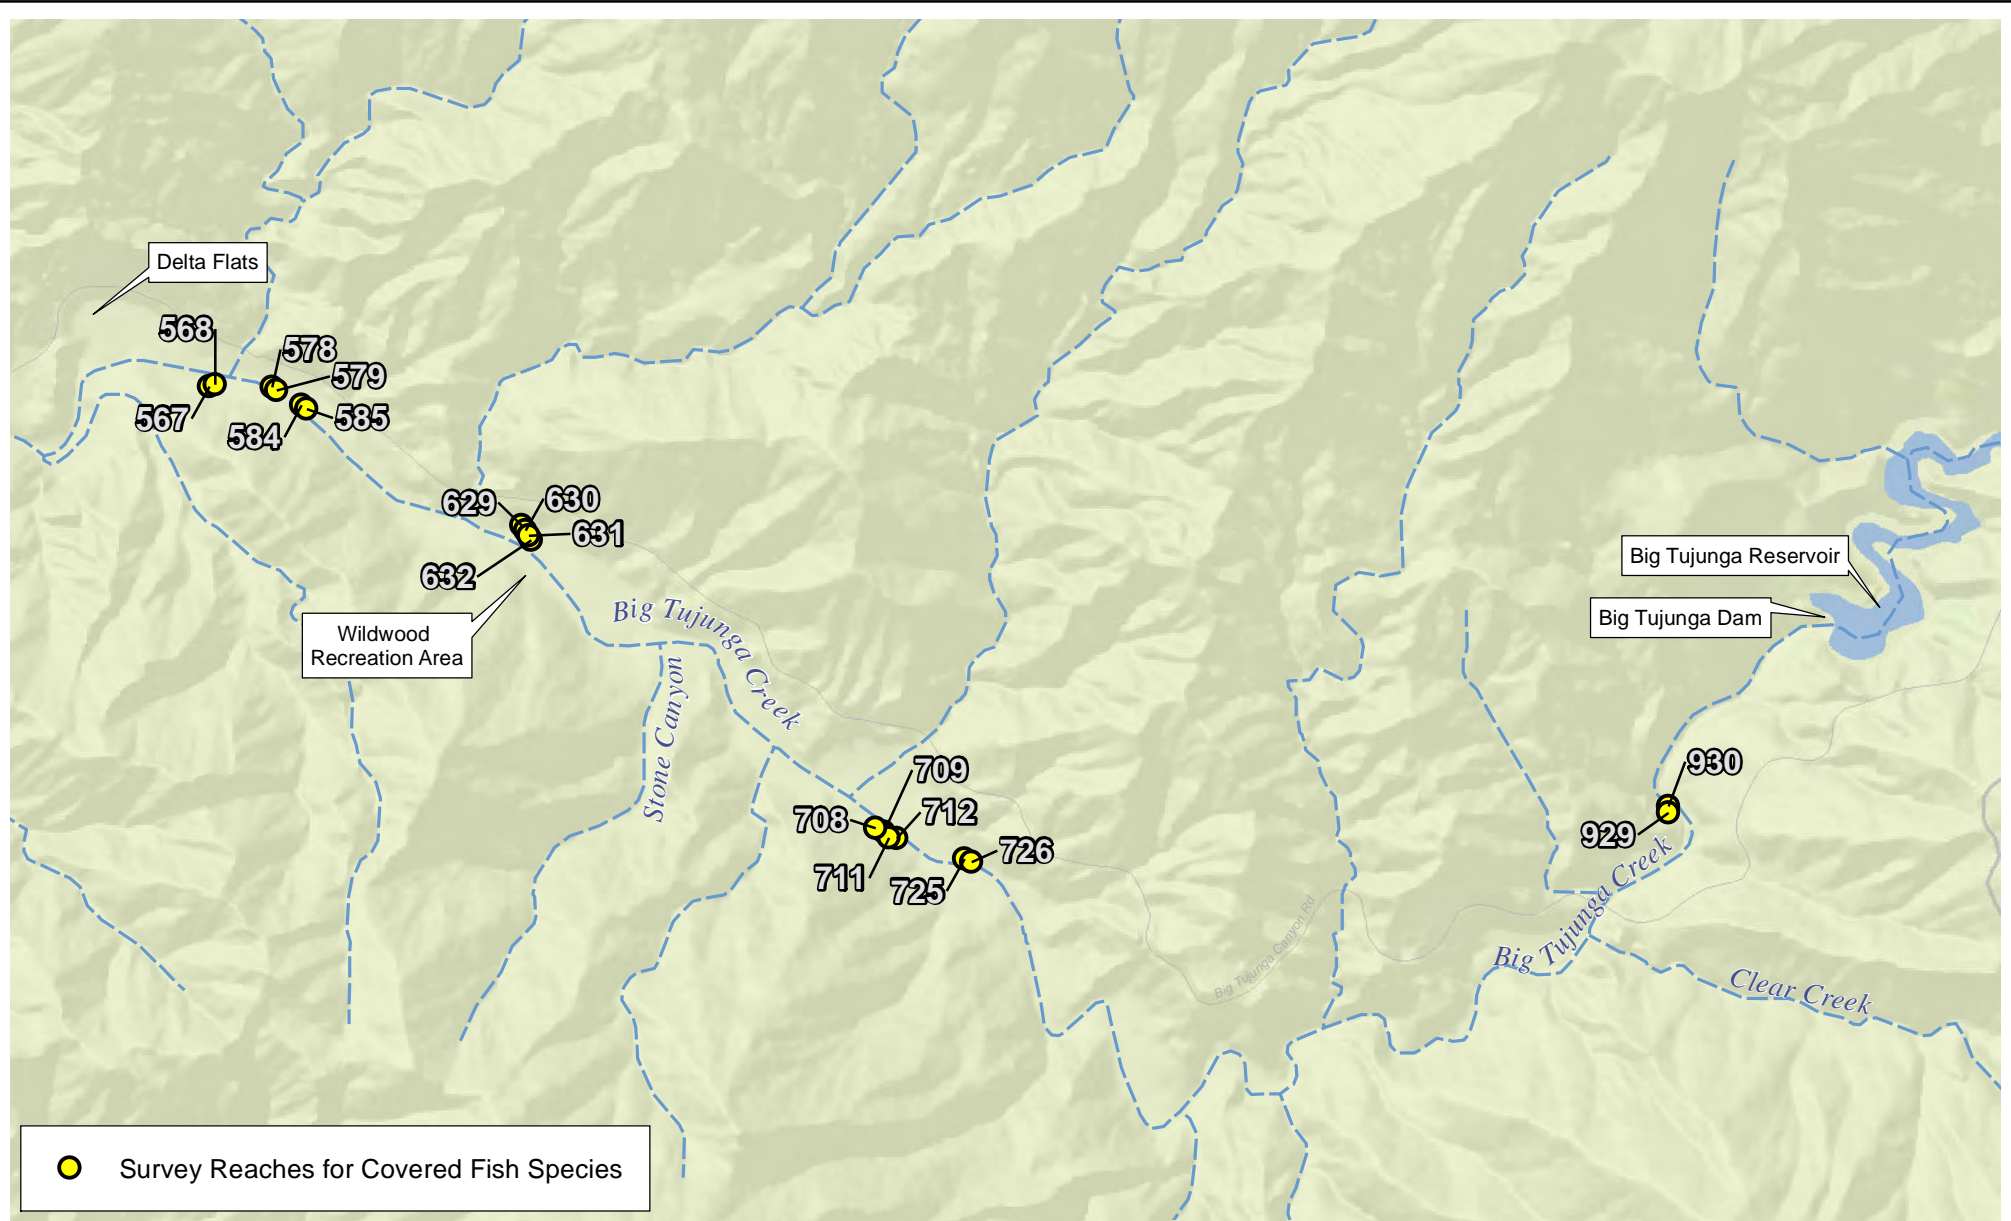 Delta Flats
568
578
579
567
584
585
629
630
631
632
Big Tujunga Reservoir
Big Tujunga Dam
Wildwood
Recreation Area
Big Tujunga Creek
Stone Canyon
709
930
708
712
929
711
725
726
Big Tujunga Creek
Big Tujunga Canyon Rd
Clear Creek
Survey Reaches for Covered Fish Species